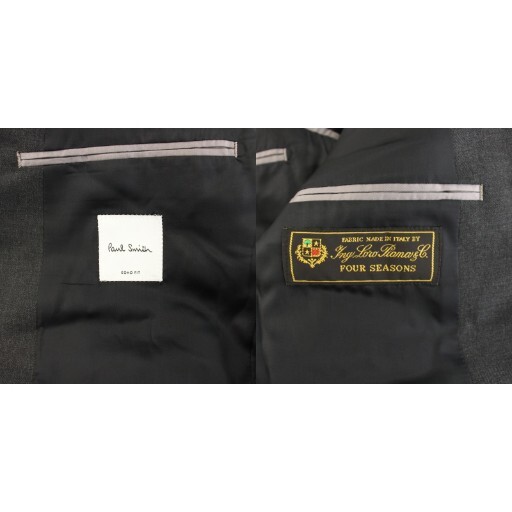 Paul Smith
SOHO FIT
FABRIC MADE IN ITALY BY
Ing. Loro Piana & C.
FOUR SEASONS